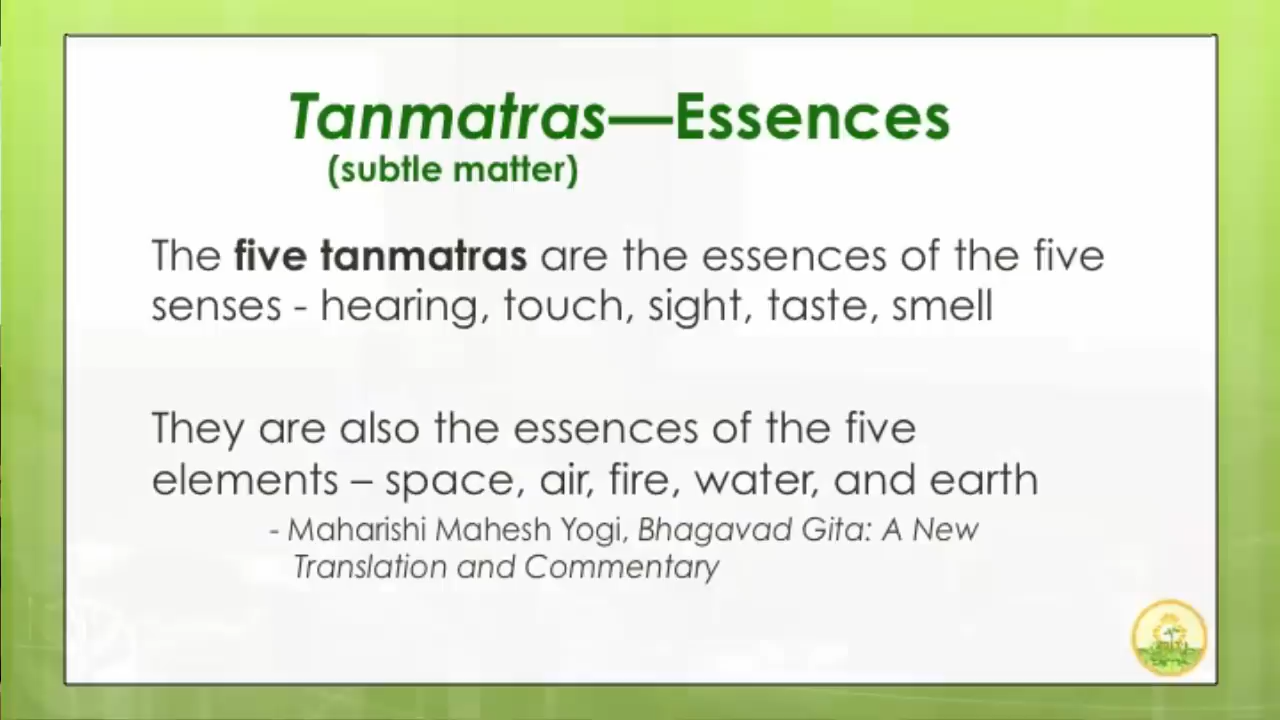 Tanmatras—Essences
(subtle matter)
The five tanmatras are the essences of the five
senses - hearing, touch, sight, taste, smell
They are also the essences of the five
elements – space, air, fire, water, and earth
- Maharishi Mahesh Yogi, Bhagavad Gita: A New
Translation and Commentary